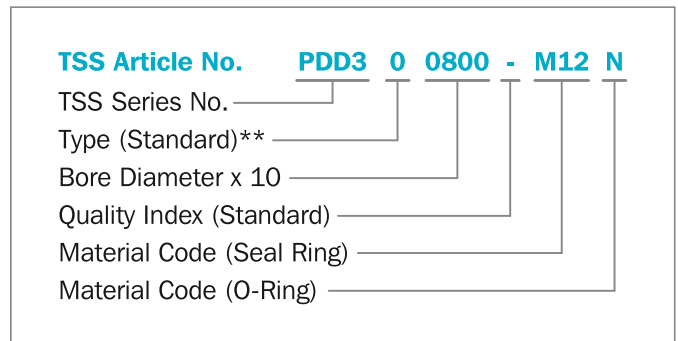 TSS Article No. PDD3 0 0800 - M12 N
TSS Series No.
Type (Standard)**
Bore Diameter x 10
Quality Index (Standard)
Material Code (Seal Ring)
Material Code (O-Ring)